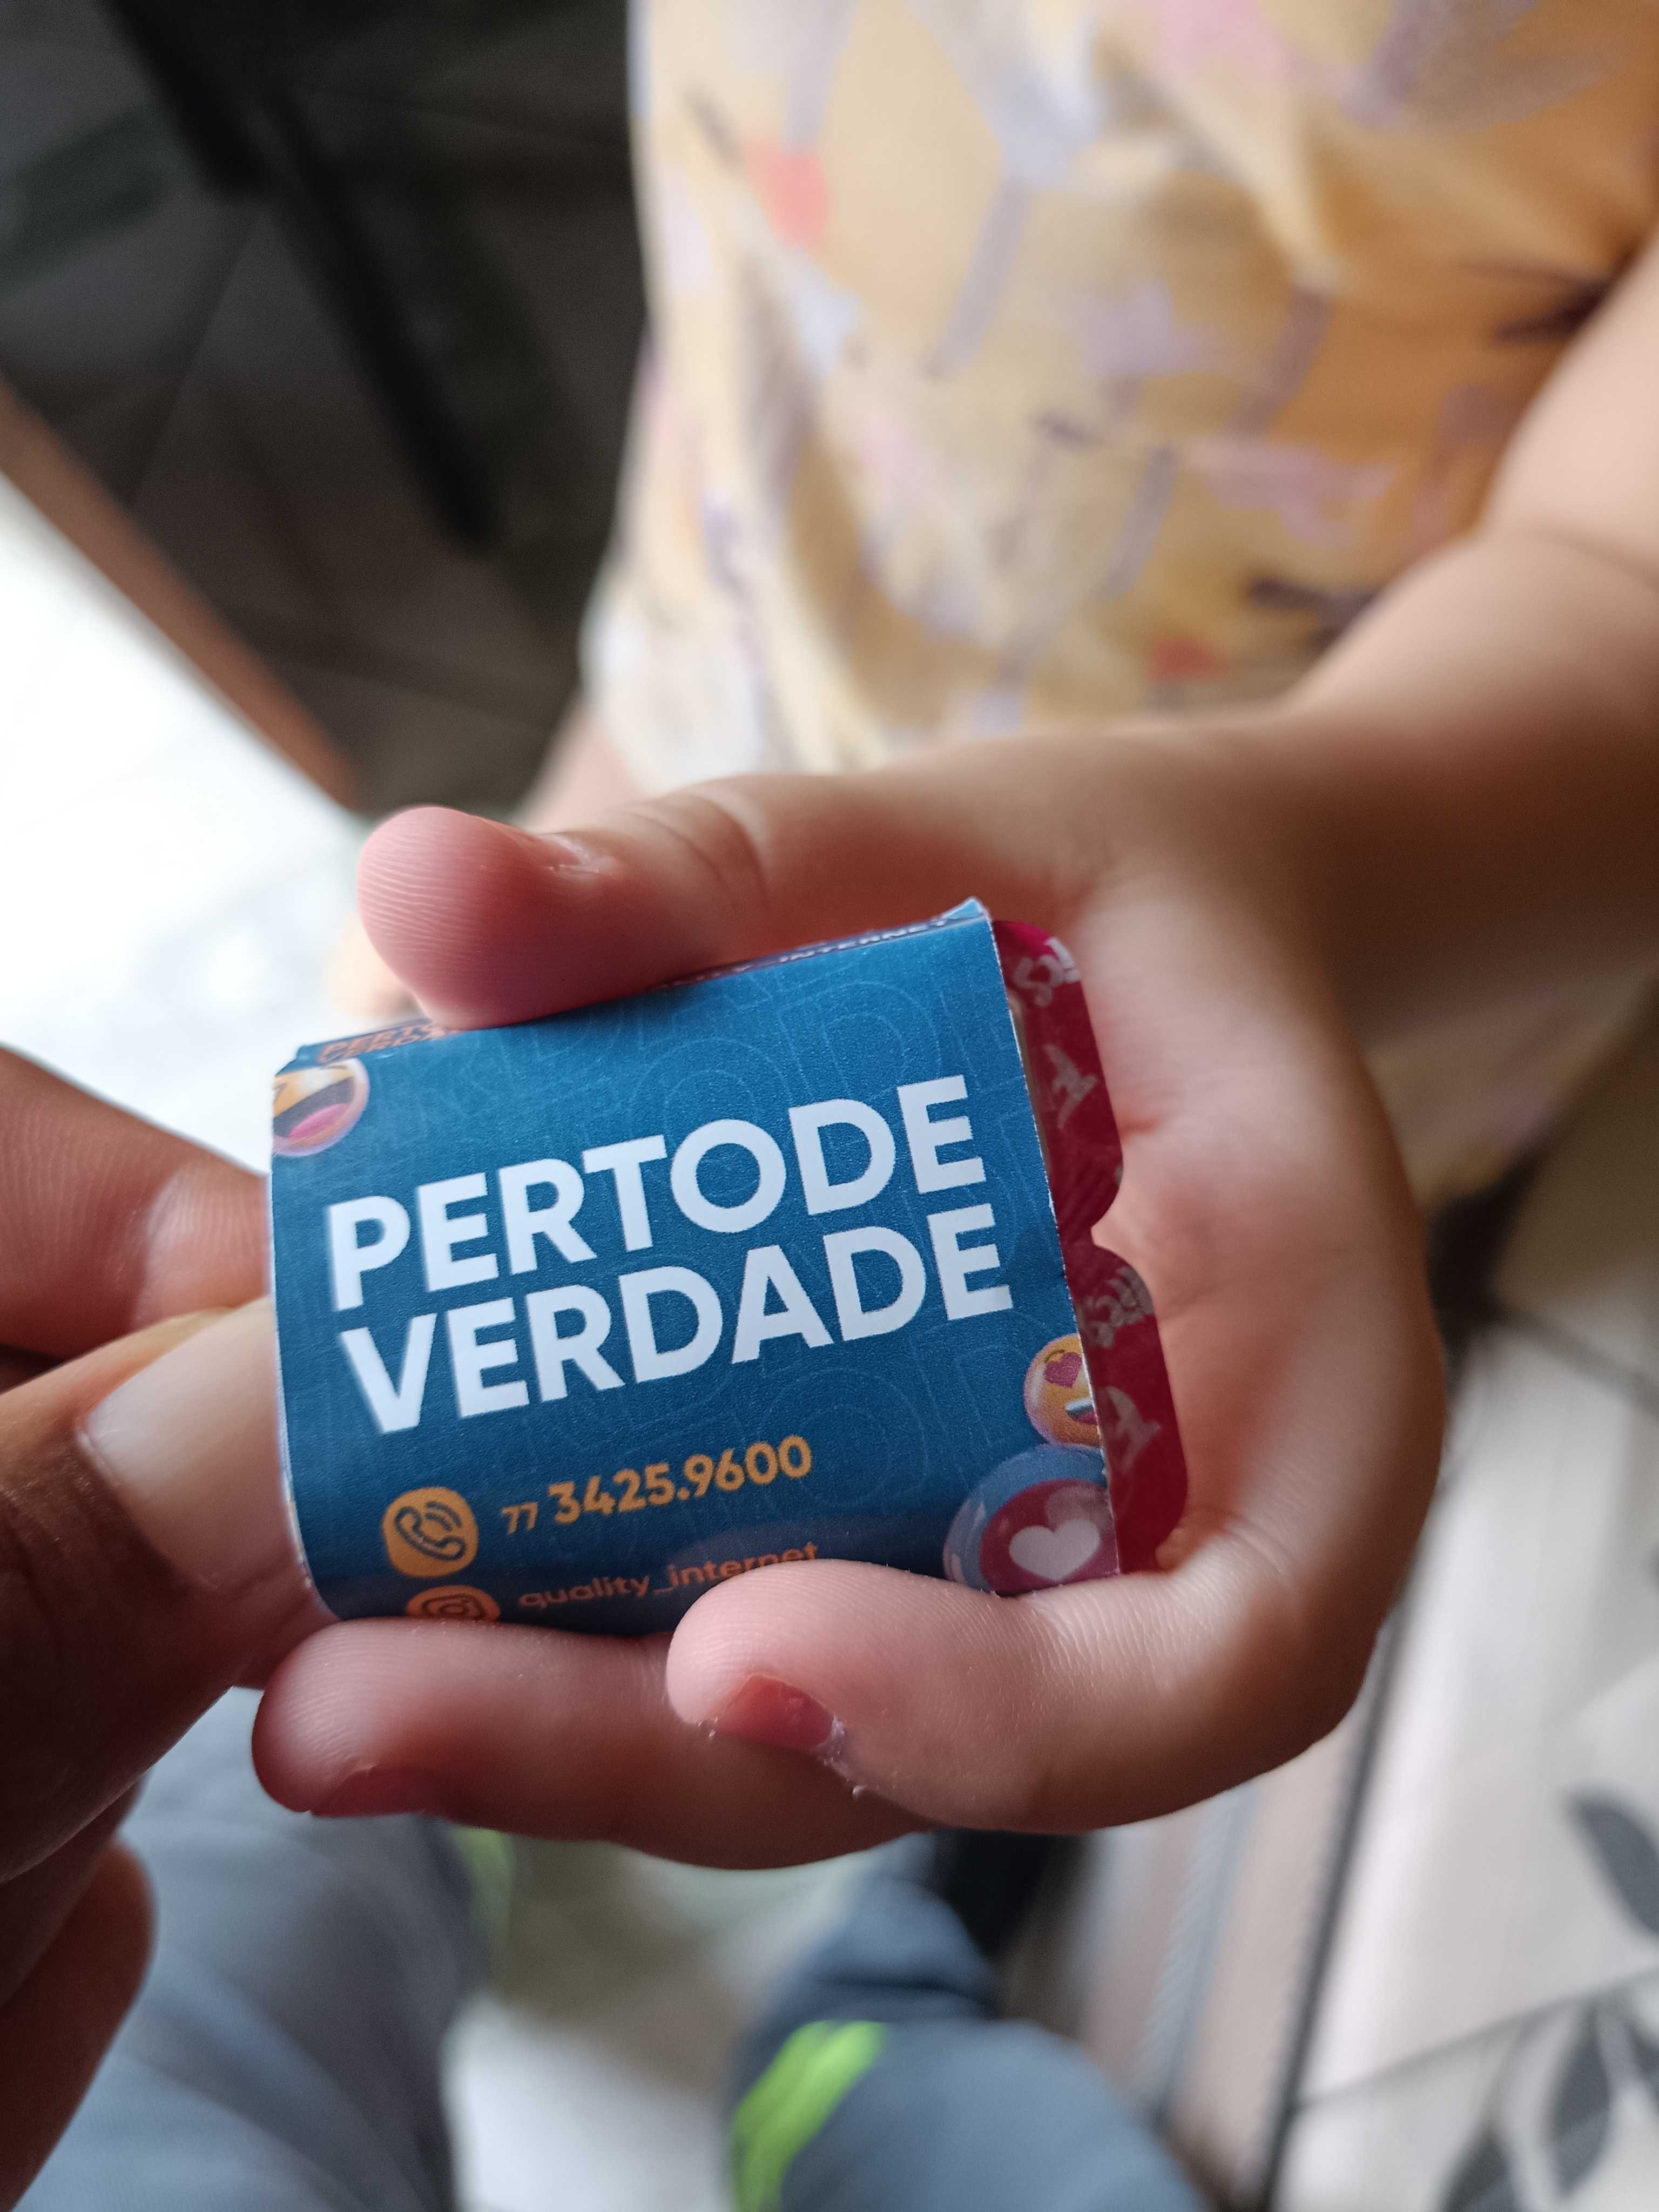 PERTODE
VERDADE
77 3425.9600
quality_internet